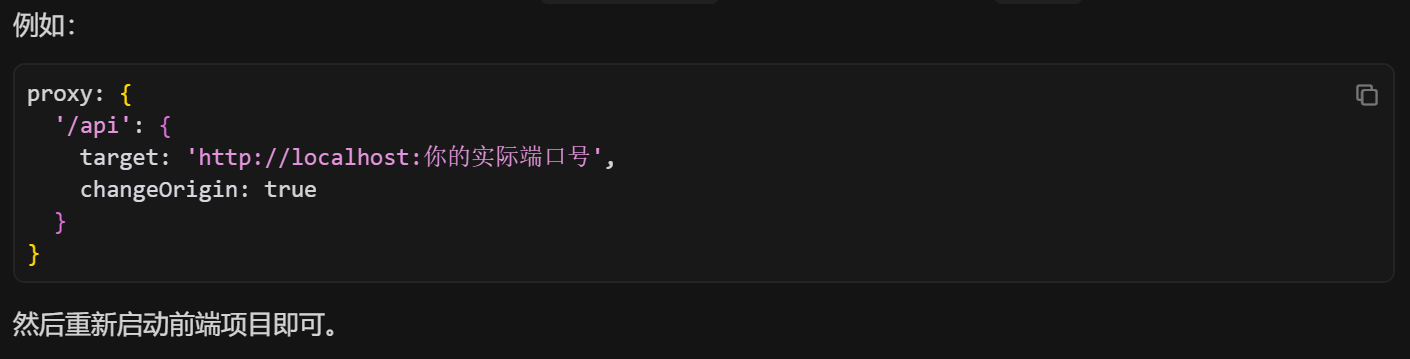 例如：
proxy: {
  '/api': {
    target: 'http://localhost:你的实际端口号',
    changeOrigin: true
  }
}
然后重新启动前端项目即可。